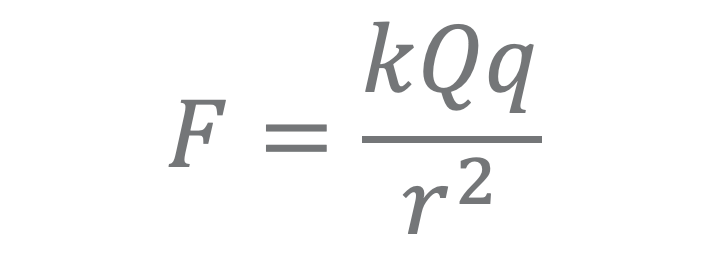 F = kQq / r²